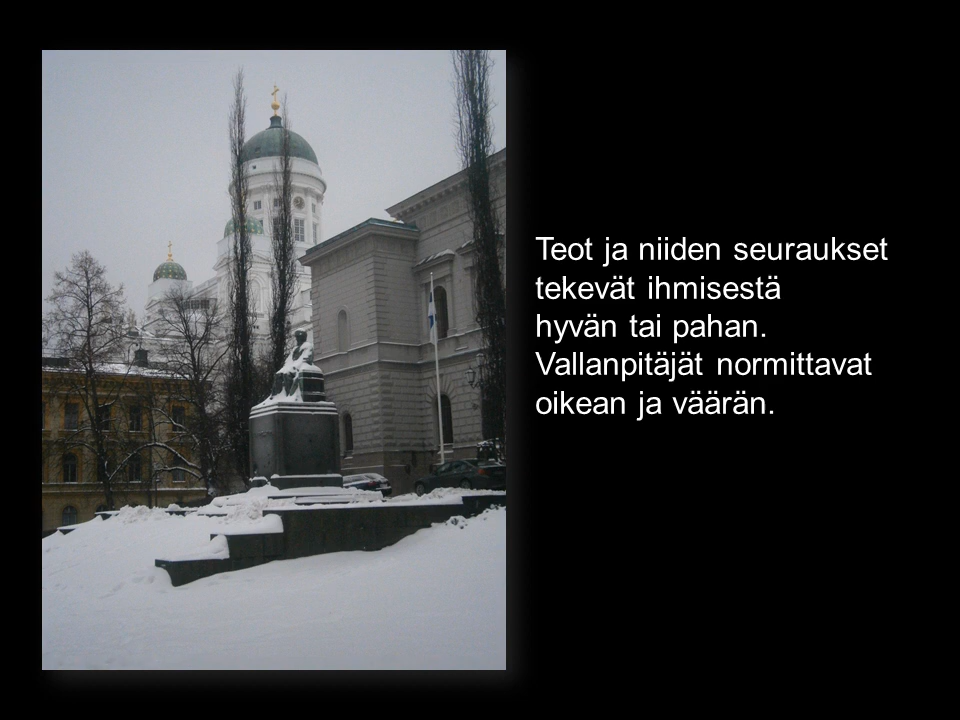 Teot ja niiden seuraukset
tekevät ihmisestä
hyvän tai pahan.
Vallanpitäjät normittavat
oikean ja väärän.